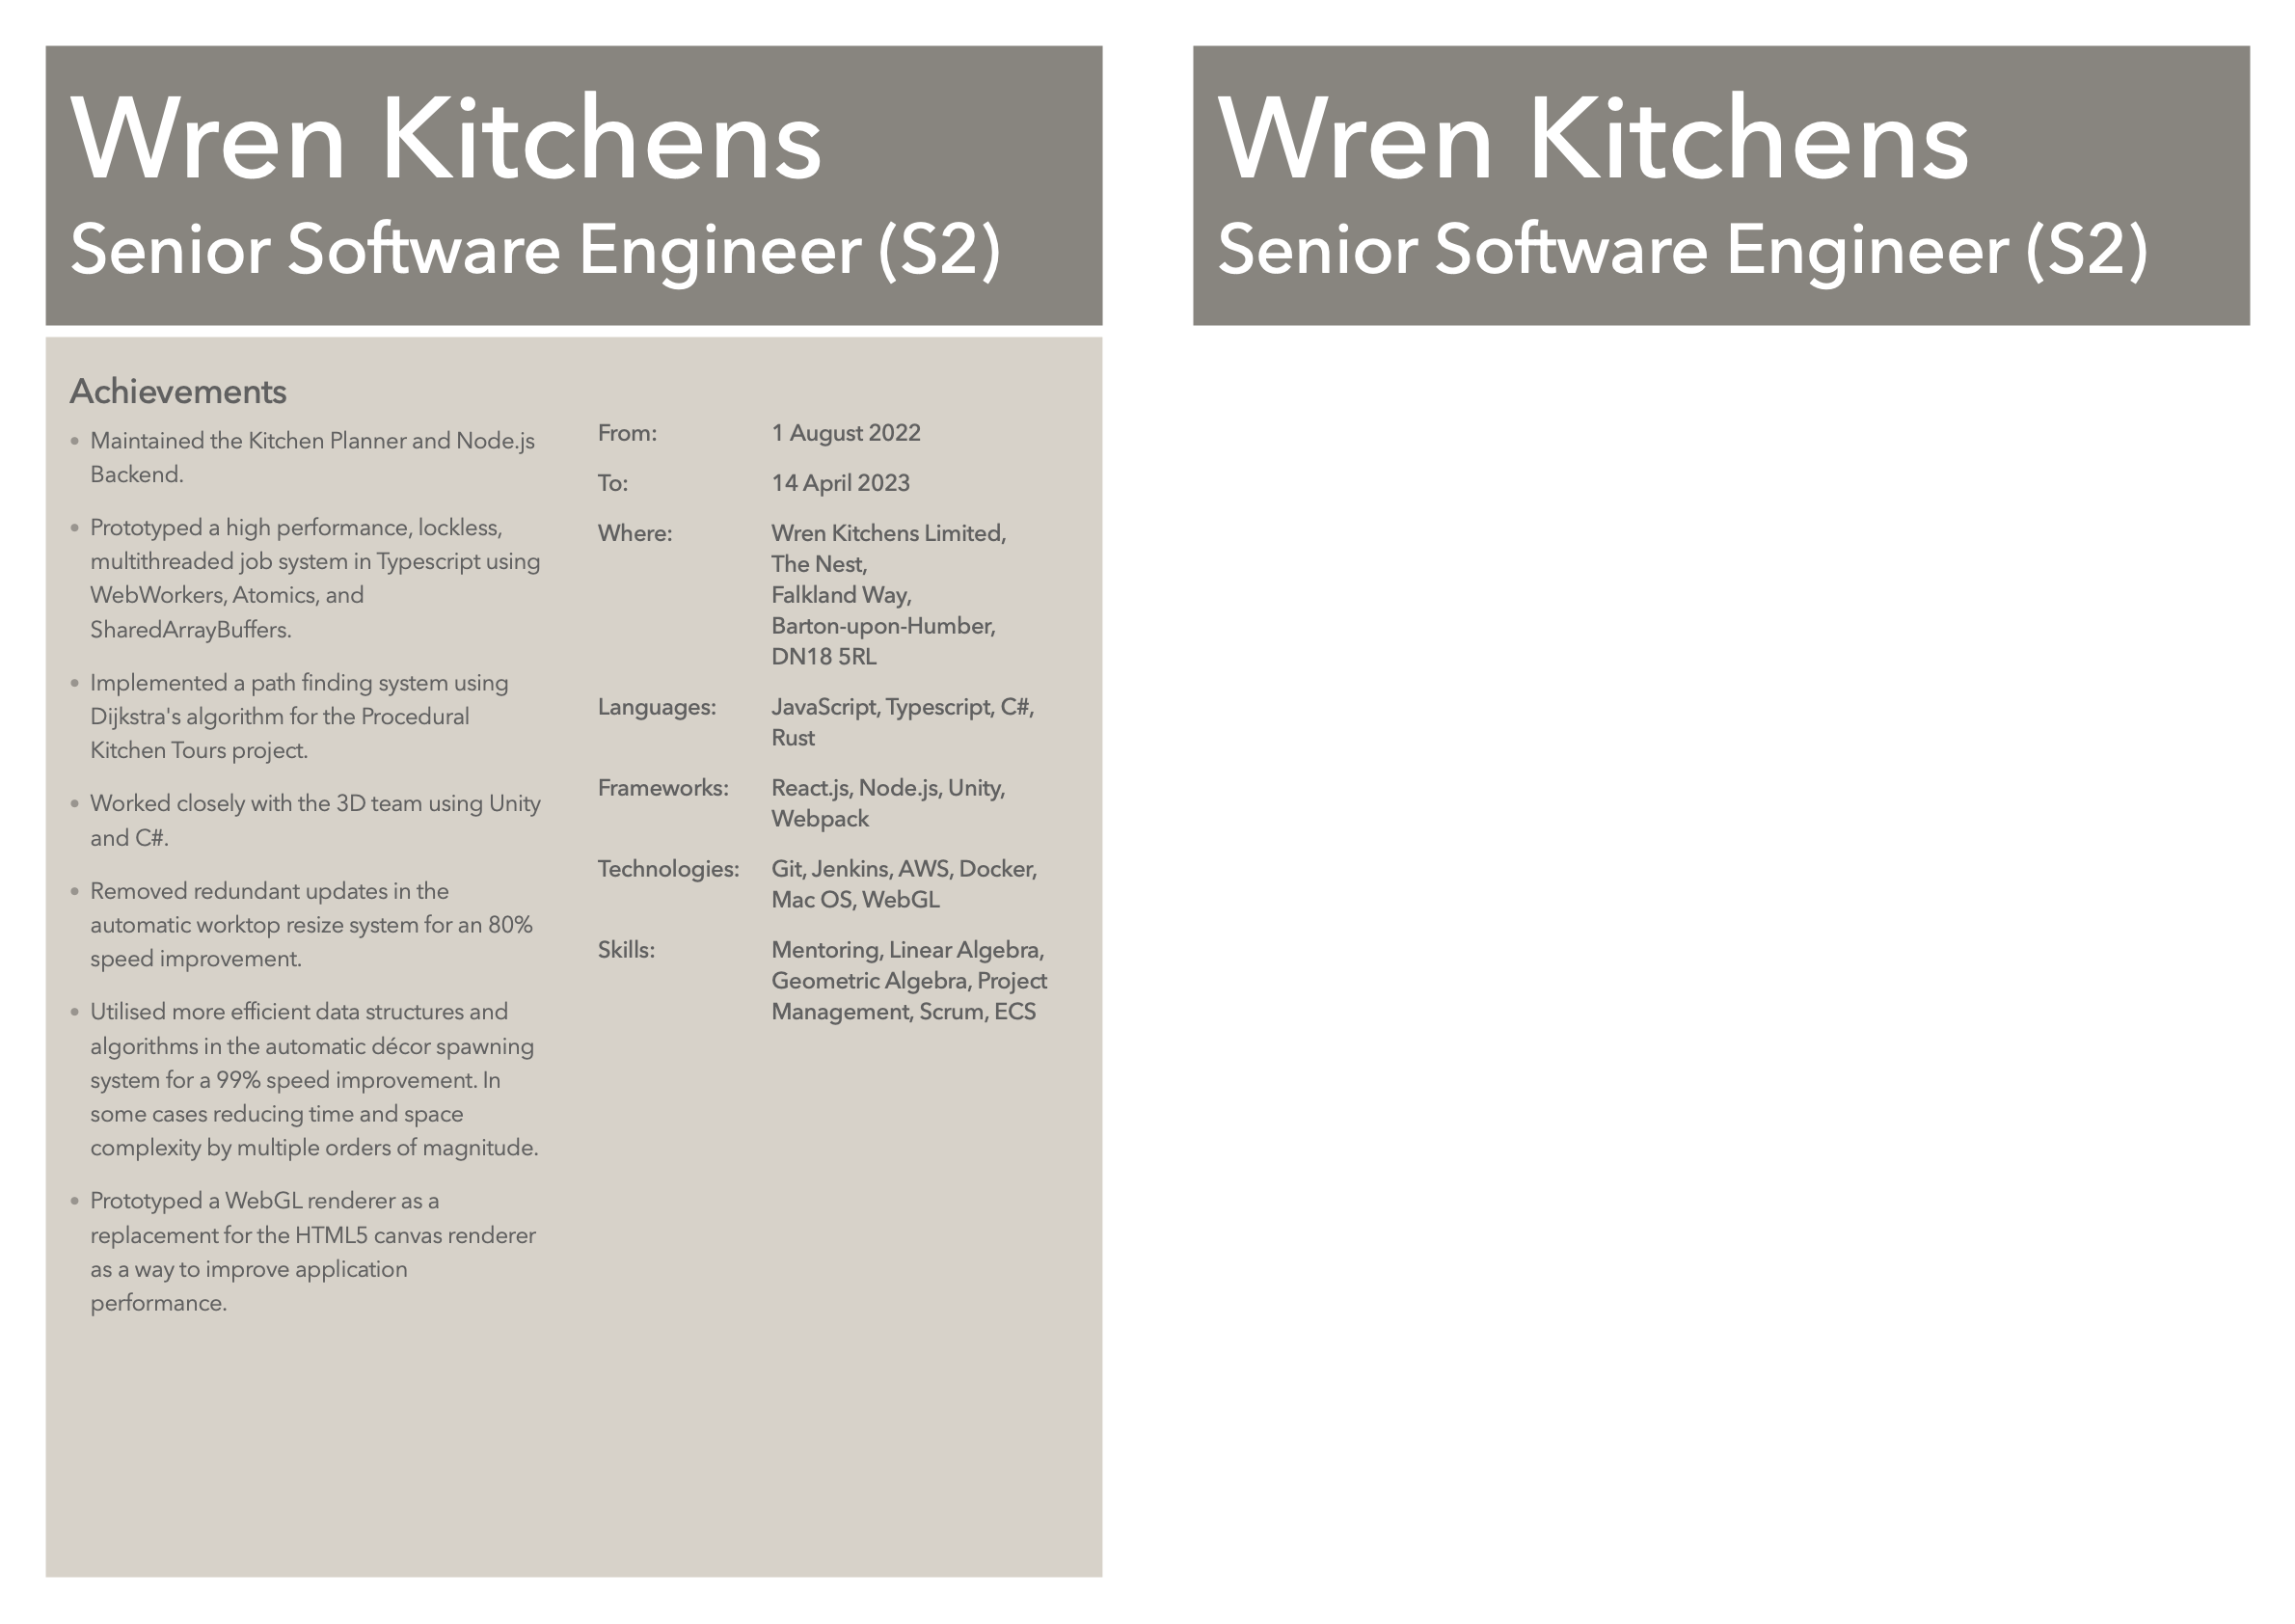 Wren Kitchens
Senior Software Engineer (S2)
Achievements
• Maintained the Kitchen Planner and Node.js
Backend.
• Prototyped a high performance, lockless,
multithreaded job system in Typescript using
WebWorkers, Atomics, and
SharedArrayBuffers.
• Implemented a path finding system using
Dijkstra's algorithm for the Procedural
Kitchen Tours project.
• Worked closely with the 3D team using Unity
and C#.
• Removed redundant updates in the
automatic worktop resize system for an 80%
speed improvement.
• Utilised more efficient data structures and
algorithms in the automatic décor spawning
system for a 99% speed improvement. In
some cases reducing time and space
complexity by multiple orders of magnitude.
• Prototyped a WebGL renderer as a
replacement for the HTML5 canvas renderer
as a way to improve application
performance.
From: 1 August 2022
To: 14 April 2023
Where: Wren Kitchens Limited,
The Nest,
Falkland Way,
Barton-upon-Humber,
DN18 5RL
Languages: JavaScript, Typescript, C#,
Rust
Frameworks: React.js, Node.js, Unity,
Webpack
Technologies: Git, Jenkins, AWS, Docker,
Mac OS, WebGL
Skills: Mentoring, Linear Algebra,
Geometric Algebra, Project
Management, Scrum, ECS
Wren Kitchens
Senior Software Engineer (S2)